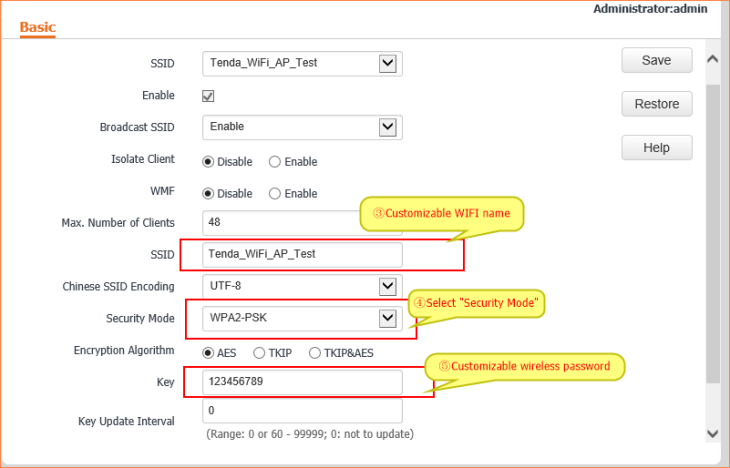 Administrator:admin
Basic
SSID Tenda_WiFi_AP_Test Save
Enable
Restore
Broadcast SSID Enable
Help
Isolate Client Disable Enable
WMF Disable Enable
③Customizable WIFI name
Max. Number of Clients 48
SSID Tenda_WiFi_AP_Test
Chinese SSID Encoding UTF-8
④Select "Security Mode"
Security Mode WPA2-PSK
Encryption Algorithm AES TKIP TKIP&AES
⑤Customizable wireless password
Key 123456789
Key Update Interval 0
(Range: 0 or 60 - 99999; 0: not to update)